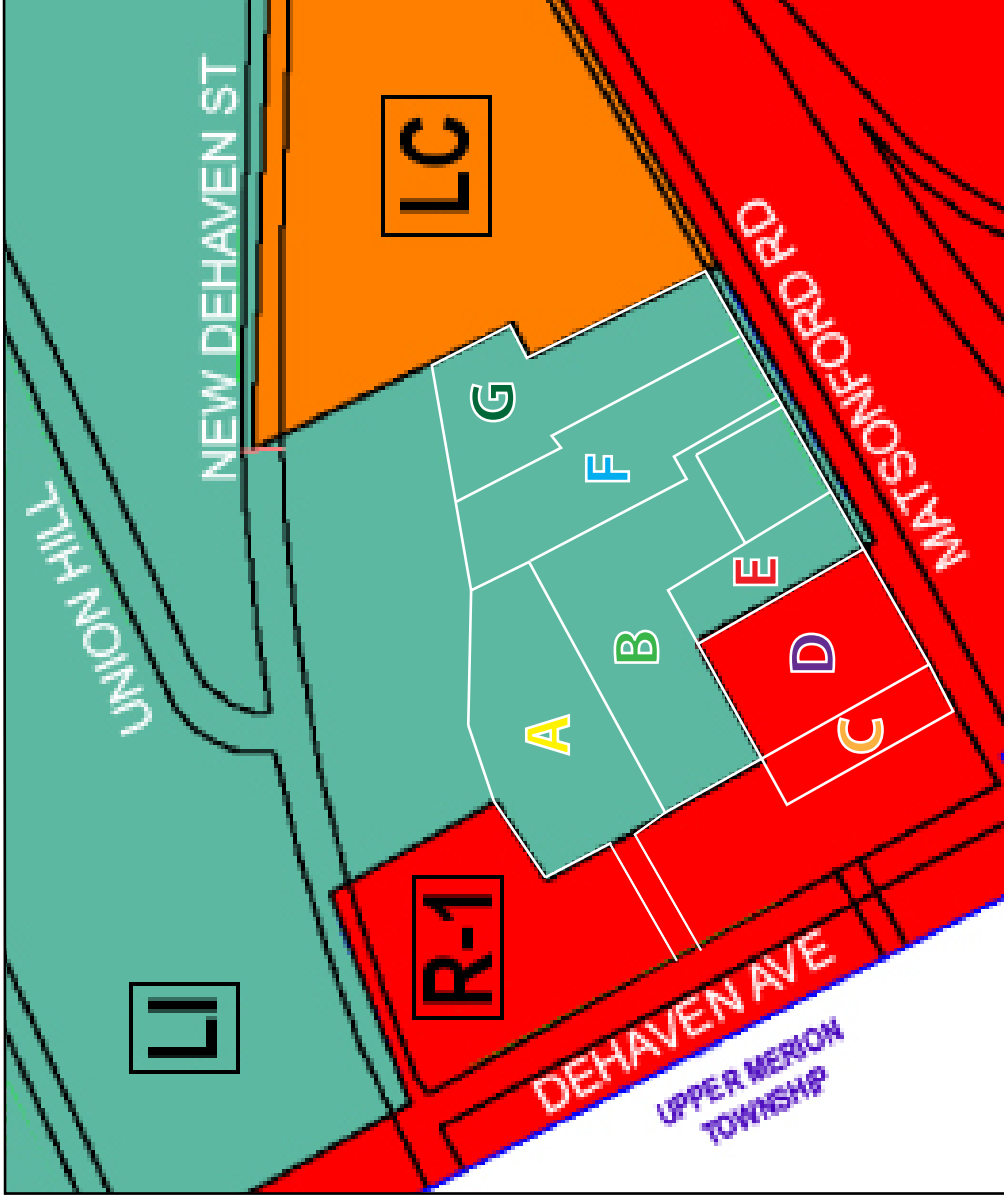 UNION HILL
NEW DEHAVEN ST
LC
G
F
MATSONFORD RD
E
B
D
A
C
R-1
LI
DEHAVEN AVE
UPPER MERION
TOWNSHIP